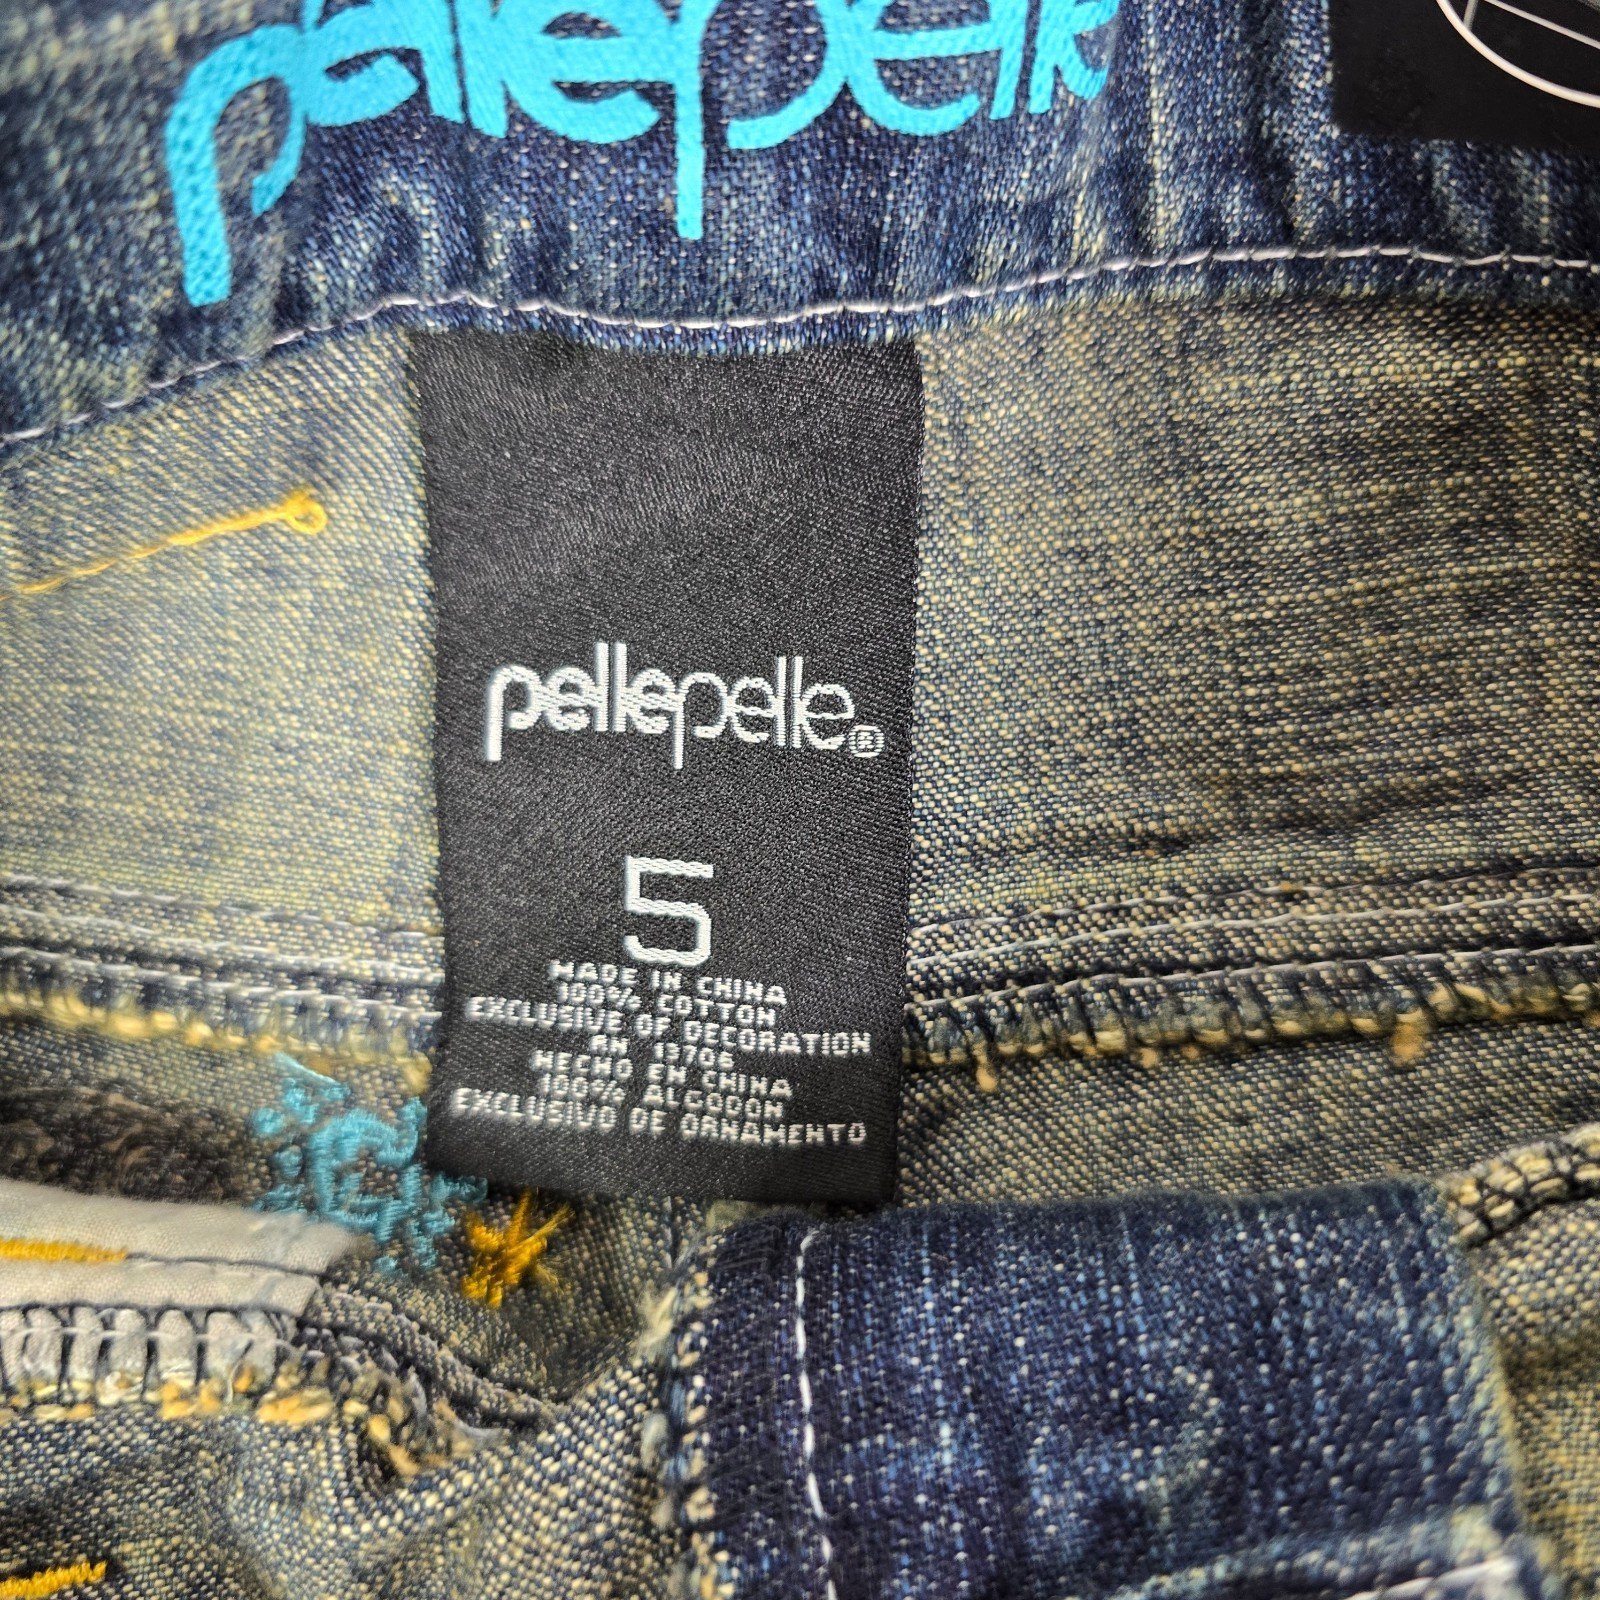 pellepelle
pellepelle®
5
MADE IN CHINA
100% COTTON
EXCLUSIVE OF DECORATION
RN 15706
HECHO EN CHINA
100% ALGODON
EXCLUSIVO DE ORNAMENTO